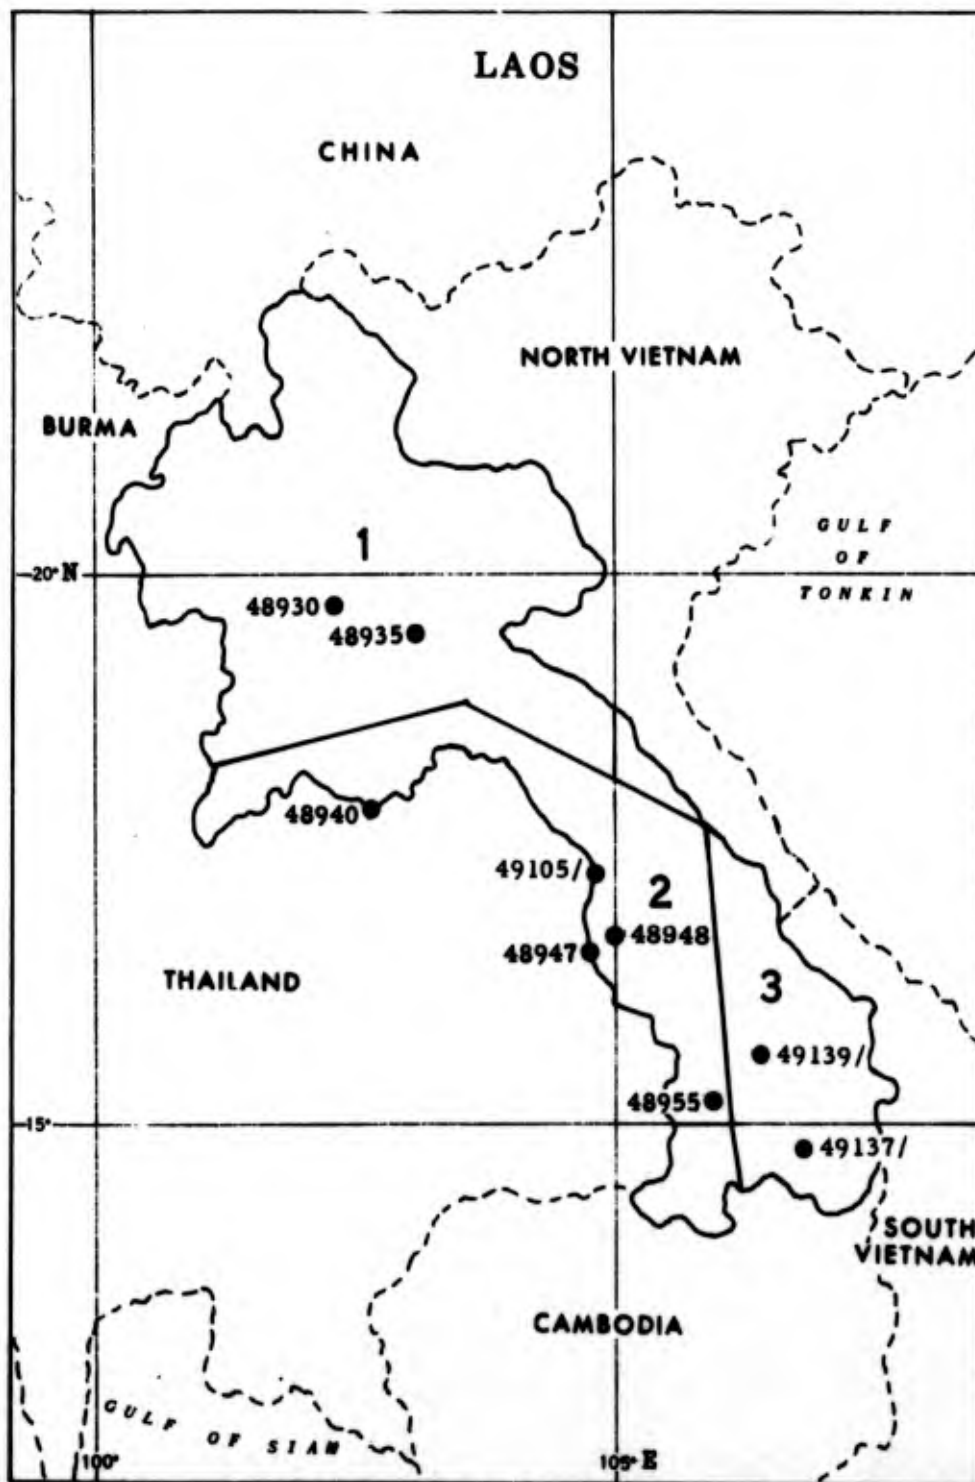 LAOS
CHINA
NORTH VIETNAM
BURMA
GULF
OF
TONKIN
1
20° N
48930
48935
48940
49105/
2
48948
48947
THAILAND
3
49139/
48955
15°
49137/
SOUTH
VIETNAM
CAMBODIA
GULF OF SIAM
100°
105° E